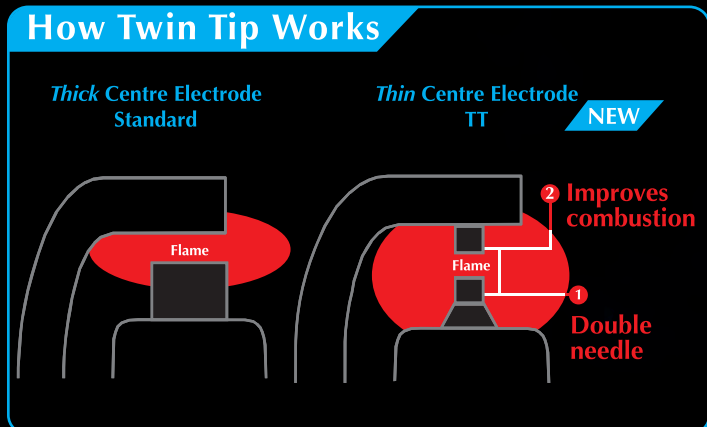 How Twin Tip Works
Thick Centre Electrode
Standard
Thin Centre Electrode
TT
NEW
Flame
Flame
2 Improves
combustion
1
Double
needle